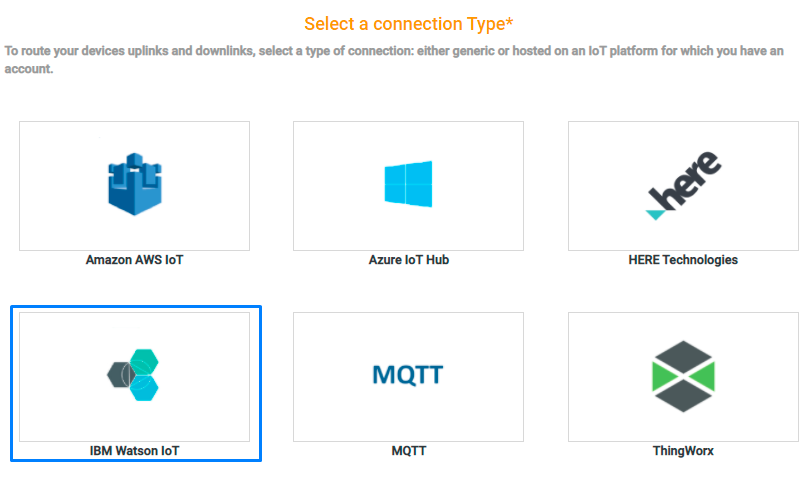 Select a connection Type*
To route your devices uplinks and downlinks, select a type of connection: either generic or hosted on an IoT platform for which you have an
account.
here
Amazon AWS IoT
Azure IoT Hub
HERE Technologies
MQTT
IBM Watson IoT
MQTT
ThingWorx